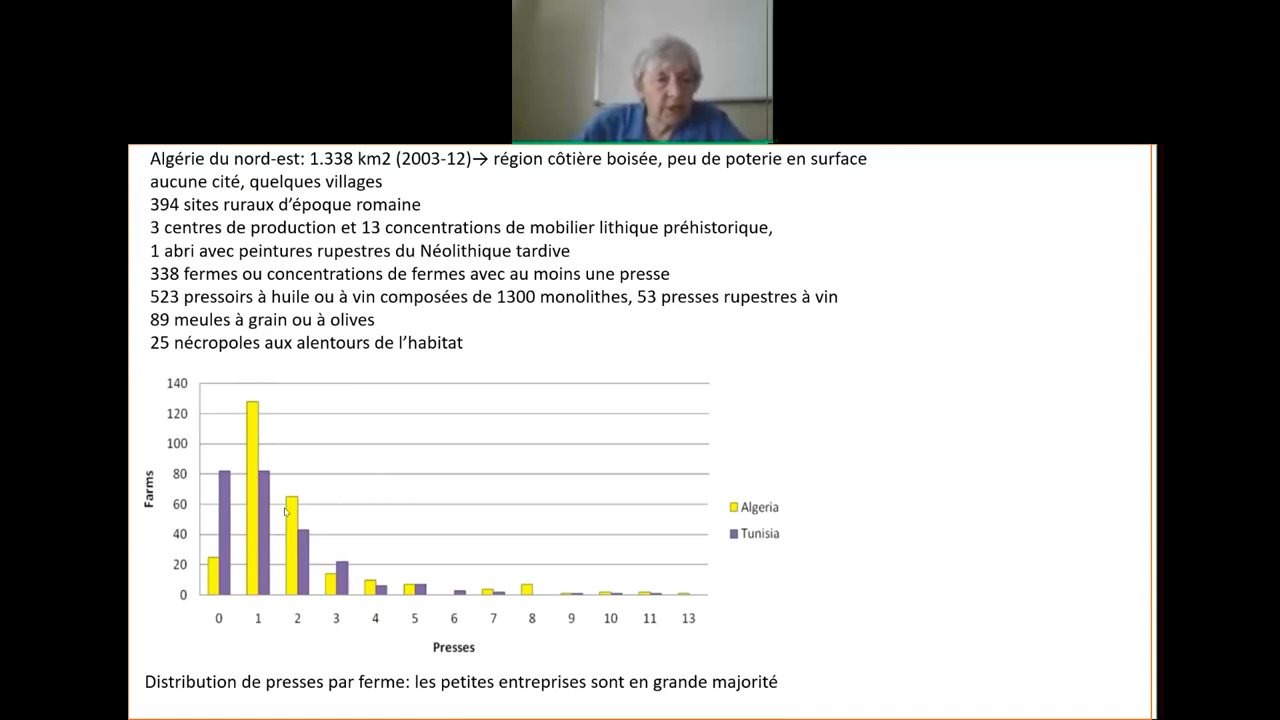 Algérie du nord-est: 1.338 km2 (2003-12)→ région côtière boisée, peu de poterie en surface
aucune cité, quelques villages
394 sites ruraux d’époque romaine
3 centres de production et 13 concentrations de mobilier lithique préhistorique,
1 abri avec peintures rupestres du Néolithique tardive
338 fermes ou concentrations de fermes avec au moins une presse
523 pressoirs à huile ou à vin composées de 1300 monolithes, 53 presses rupestres à vin
89 meules à grain ou à olives
25 nécropoles aux alentours de l’habitat
140
120
100
80
60
40
20
0
Farms
0 1 2 3 4 5 6 7 8 9 10 11 13
Presses
Algeria
Tunisia
Distribution de presses par ferme: les petites entreprises sont en grande majorité